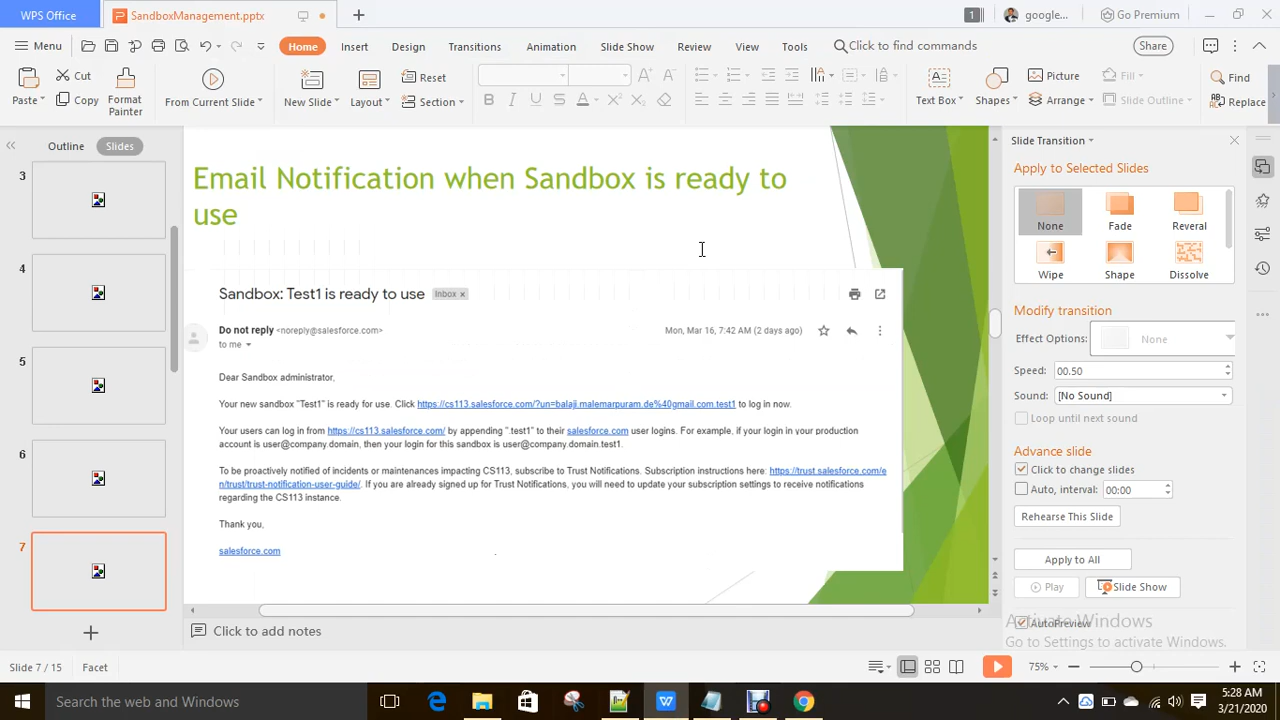 WPS Office
SandboxManagement.pptx
1
google...
Go Premium
Menu
Home
Insert
Design
Slide Show
Transitions
Animation
Review
View
Tools
Click to find commands
Share
Paste
Cut
Copy
Format
Painter
From Current Slide
New Slide
Layout
Reset
Section
B I U S A X² X₂
Text Box
Shapes
Picture
Arrange
Fill
Slide Outline
Find
Replace
Outline
Slides
3
4
5
6
7
Email Notification when Sandbox is ready to
use
Sandbox: Test1 is ready to use Inbox x
Do not reply <noreply@salesforce.com>
to me
Mon, Mar 16, 7:42 AM (2 days ago)
Dear Sandbox administrator,
Your new sandbox "Test1" is ready for use. Click https://cs113.salesforce.com/?un=balaji.malemarpuram.de%40gmail.com.test1 to log in now.
Your users can log in from https://cs113.salesforce.com/ by appending ".test1" to their salesforce.com user logins. For example, if your login in your production
account is user@company.domain, then your login for this sandbox is user@company.domain.test1.
To be proactively notified of incidents or maintenances impacting CS113, subscribe to Trust Notifications. Subscription instructions here: https://trust.salesforce.com/e
n/trust/trust-notification-user-guide/. If you are already signed up for Trust Notifications, you will need to update your subscription settings to receive notifications
regarding the CS113 instance.
Thank you,
salesforce.com
Click to add notes
Slide Transition
Apply to Selected Slides
None
Fade
Reveral
Wipe
Shape
Dissolve
Modify transition
Effect Options:
None
Speed: 00.50
Sound: [No Sound]
Loop until next sound
Advance slide
Click to change slides
Auto, interval: 00:00
Rehearse This Slide
Apply to All
Play
Slide Show
AutoPreview
Activate Windows
Go to Settings to activate Windows.
Slide 7 / 15
Facet
75%
Search the web and Windows
5:28 AM
3/21/2020